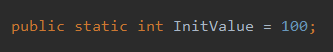 public static int InitValue = 100;